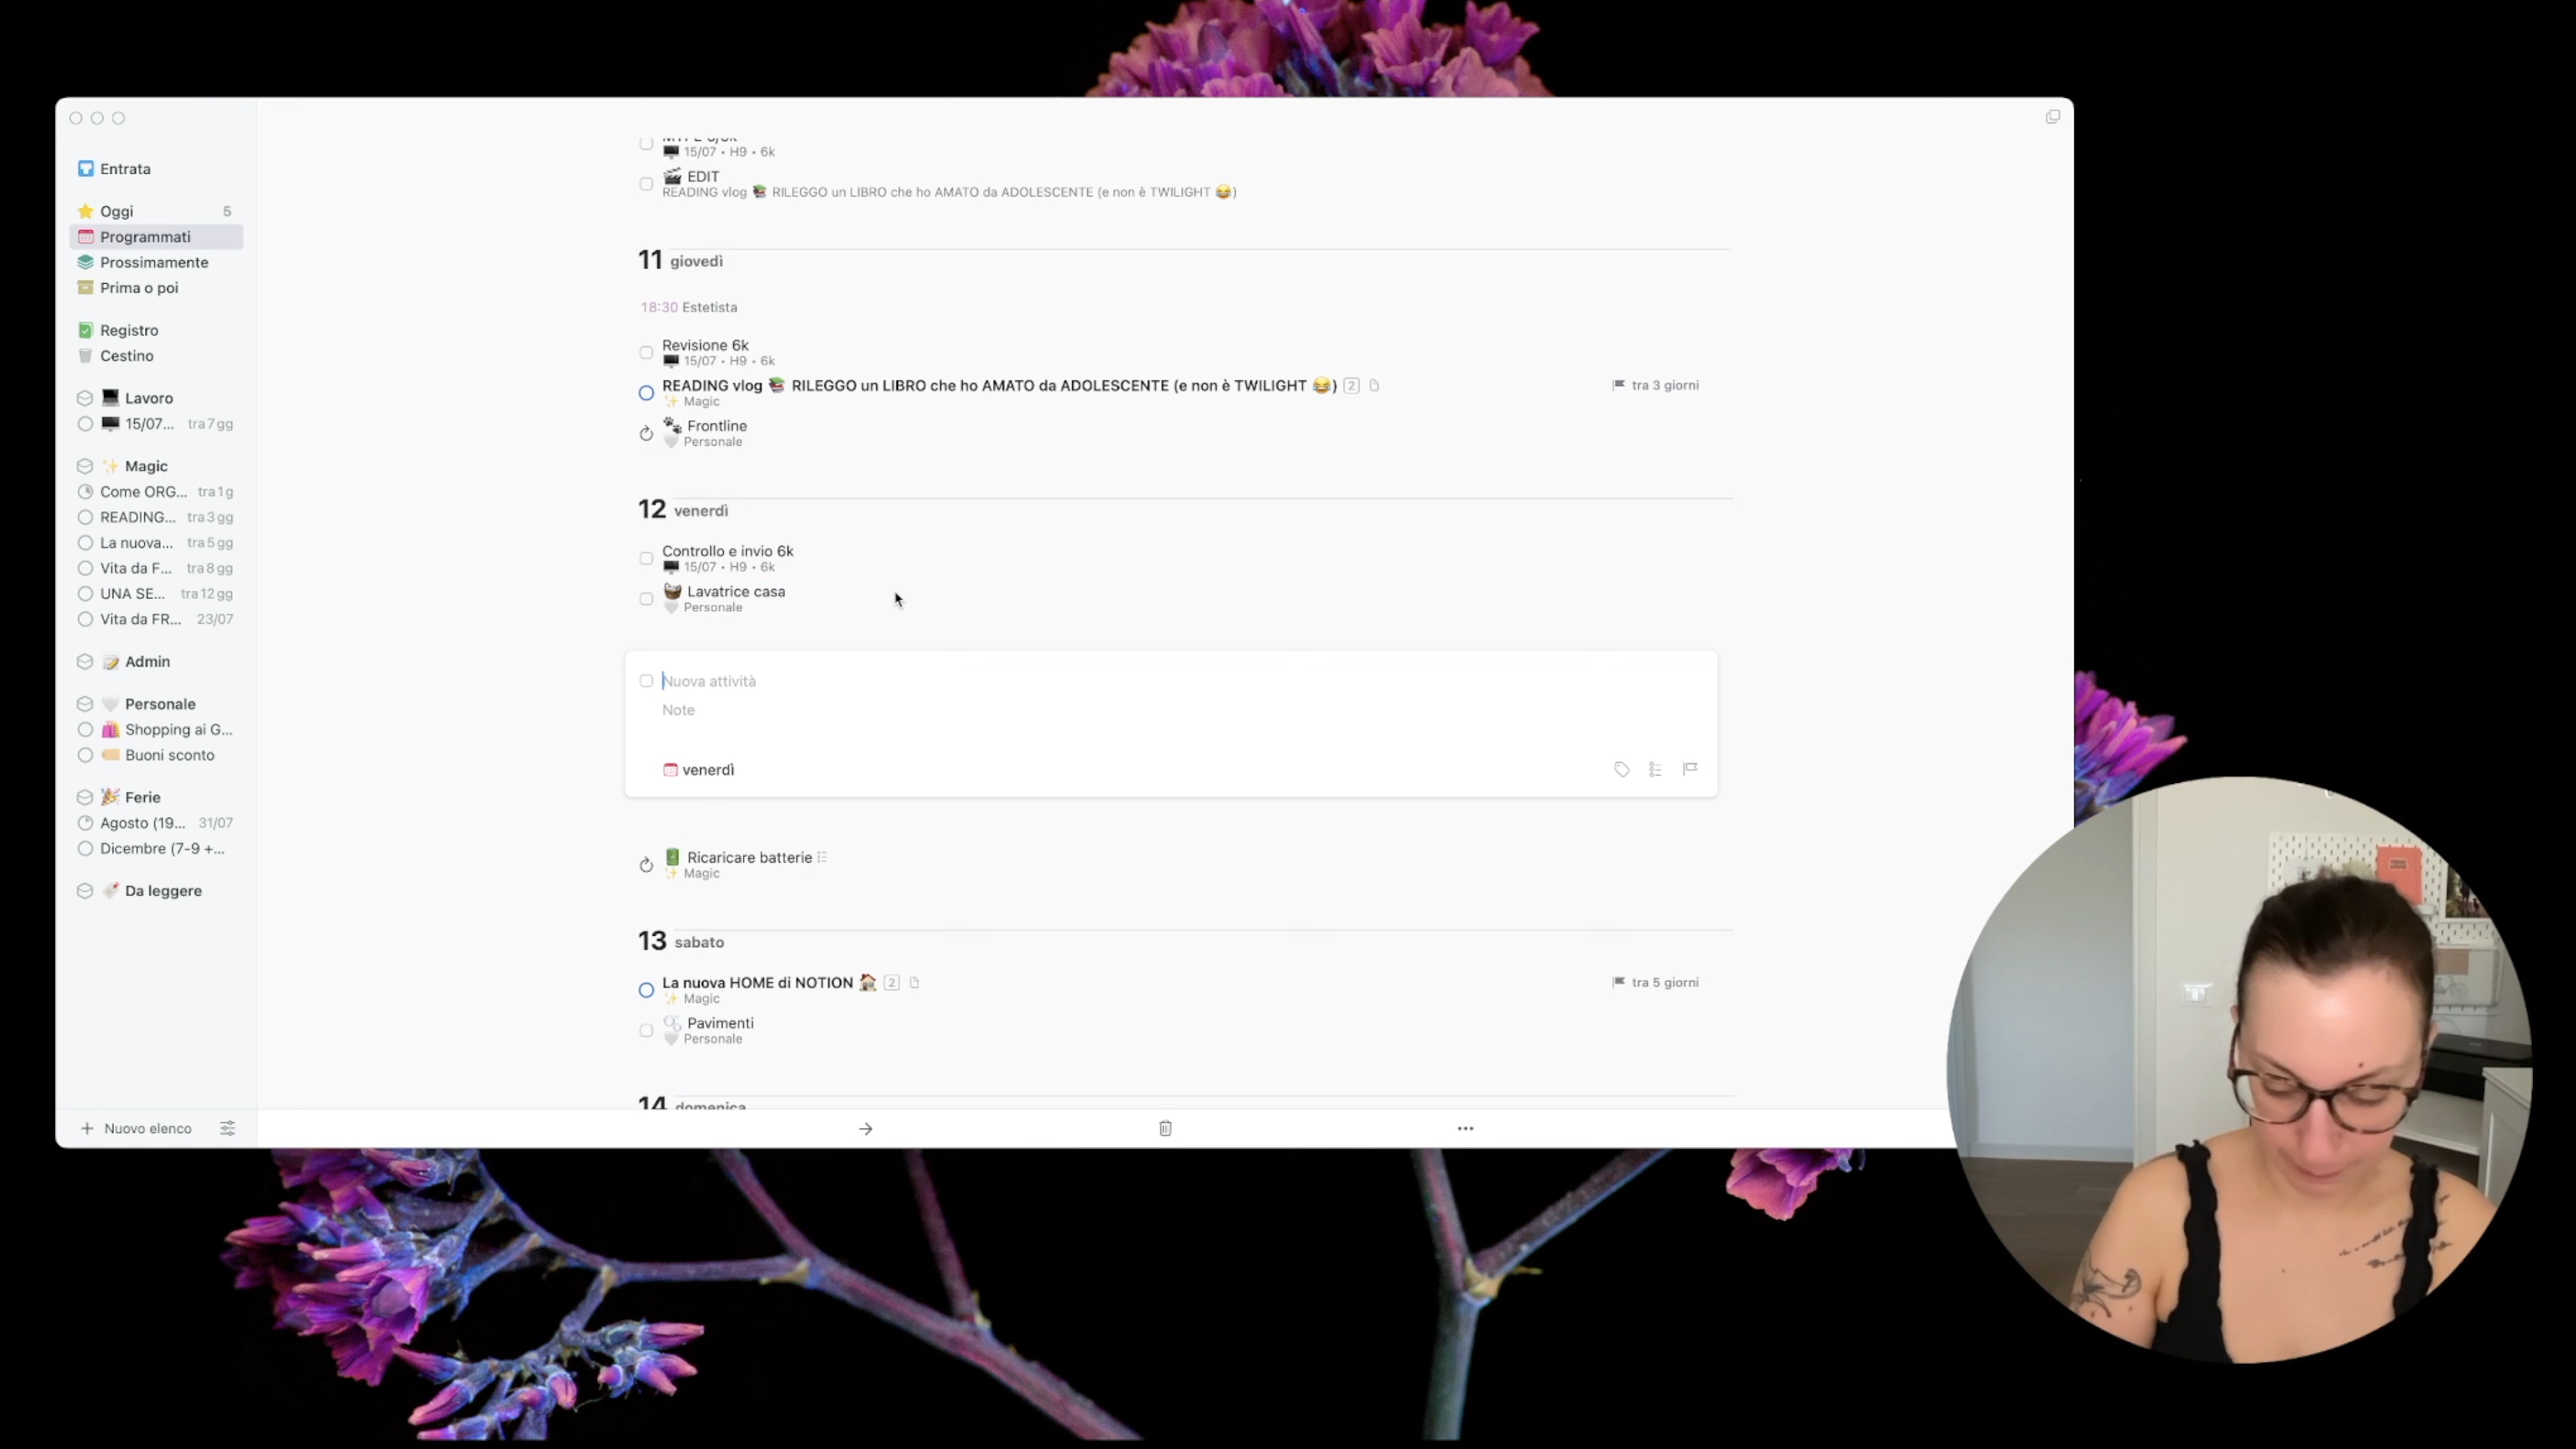 Entrata
Oggi 5
Programmati
Prossimamente
Prima o poi
Registro
Cestino
💻 Lavoro
🖥️ 15/07... tra 7 gg
✨ Magic
Come ORG... tra 1 g
READING... tra 3 gg
La nuova... tra 5 gg
Vita da F... tra 8 gg
UNA SE... tra 12 gg
Vita da FR... 23/07
📝 Admin
🤍 Personale
🛍️ Shopping ai G...
🏷️ Buoni sconto
🎉 Ferie
Agosto (19... 31/07
Dicembre (7-9 +...
Da leggere
+ Nuovo elenco
🖥️ 15/07 • H9 • 6k
🎬 EDIT
READING vlog 📚 RILEGGO un LIBRO che ho AMATO da ADOLESCENTE (e non è TWILIGHT 😂)
11 giovedì
18:30 Estetista
Revisione 6k
🖥️ 15/07 • H9 • 6k
READING vlog 📚 RILEGGO un LIBRO che ho AMATO da ADOLESCENTE (e non è TWILIGHT 😂) 2 tra 3 giorni
✨ Magic
🐾 Frontline
🤍 Personale
12 venerdì
Controllo e invio 6k
🖥️ 15/07 • H9 • 6k
🧺 Lavatrice casa
🤍 Personale
Nuova attività
Note
venerdì
🔋 Ricaricare batterie
✨ Magic
13 sabato
La nuova HOME di NOTION 🏠 2 tra 5 giorni
✨ Magic
🫧 Pavimenti
🤍 Personale
14 domenica